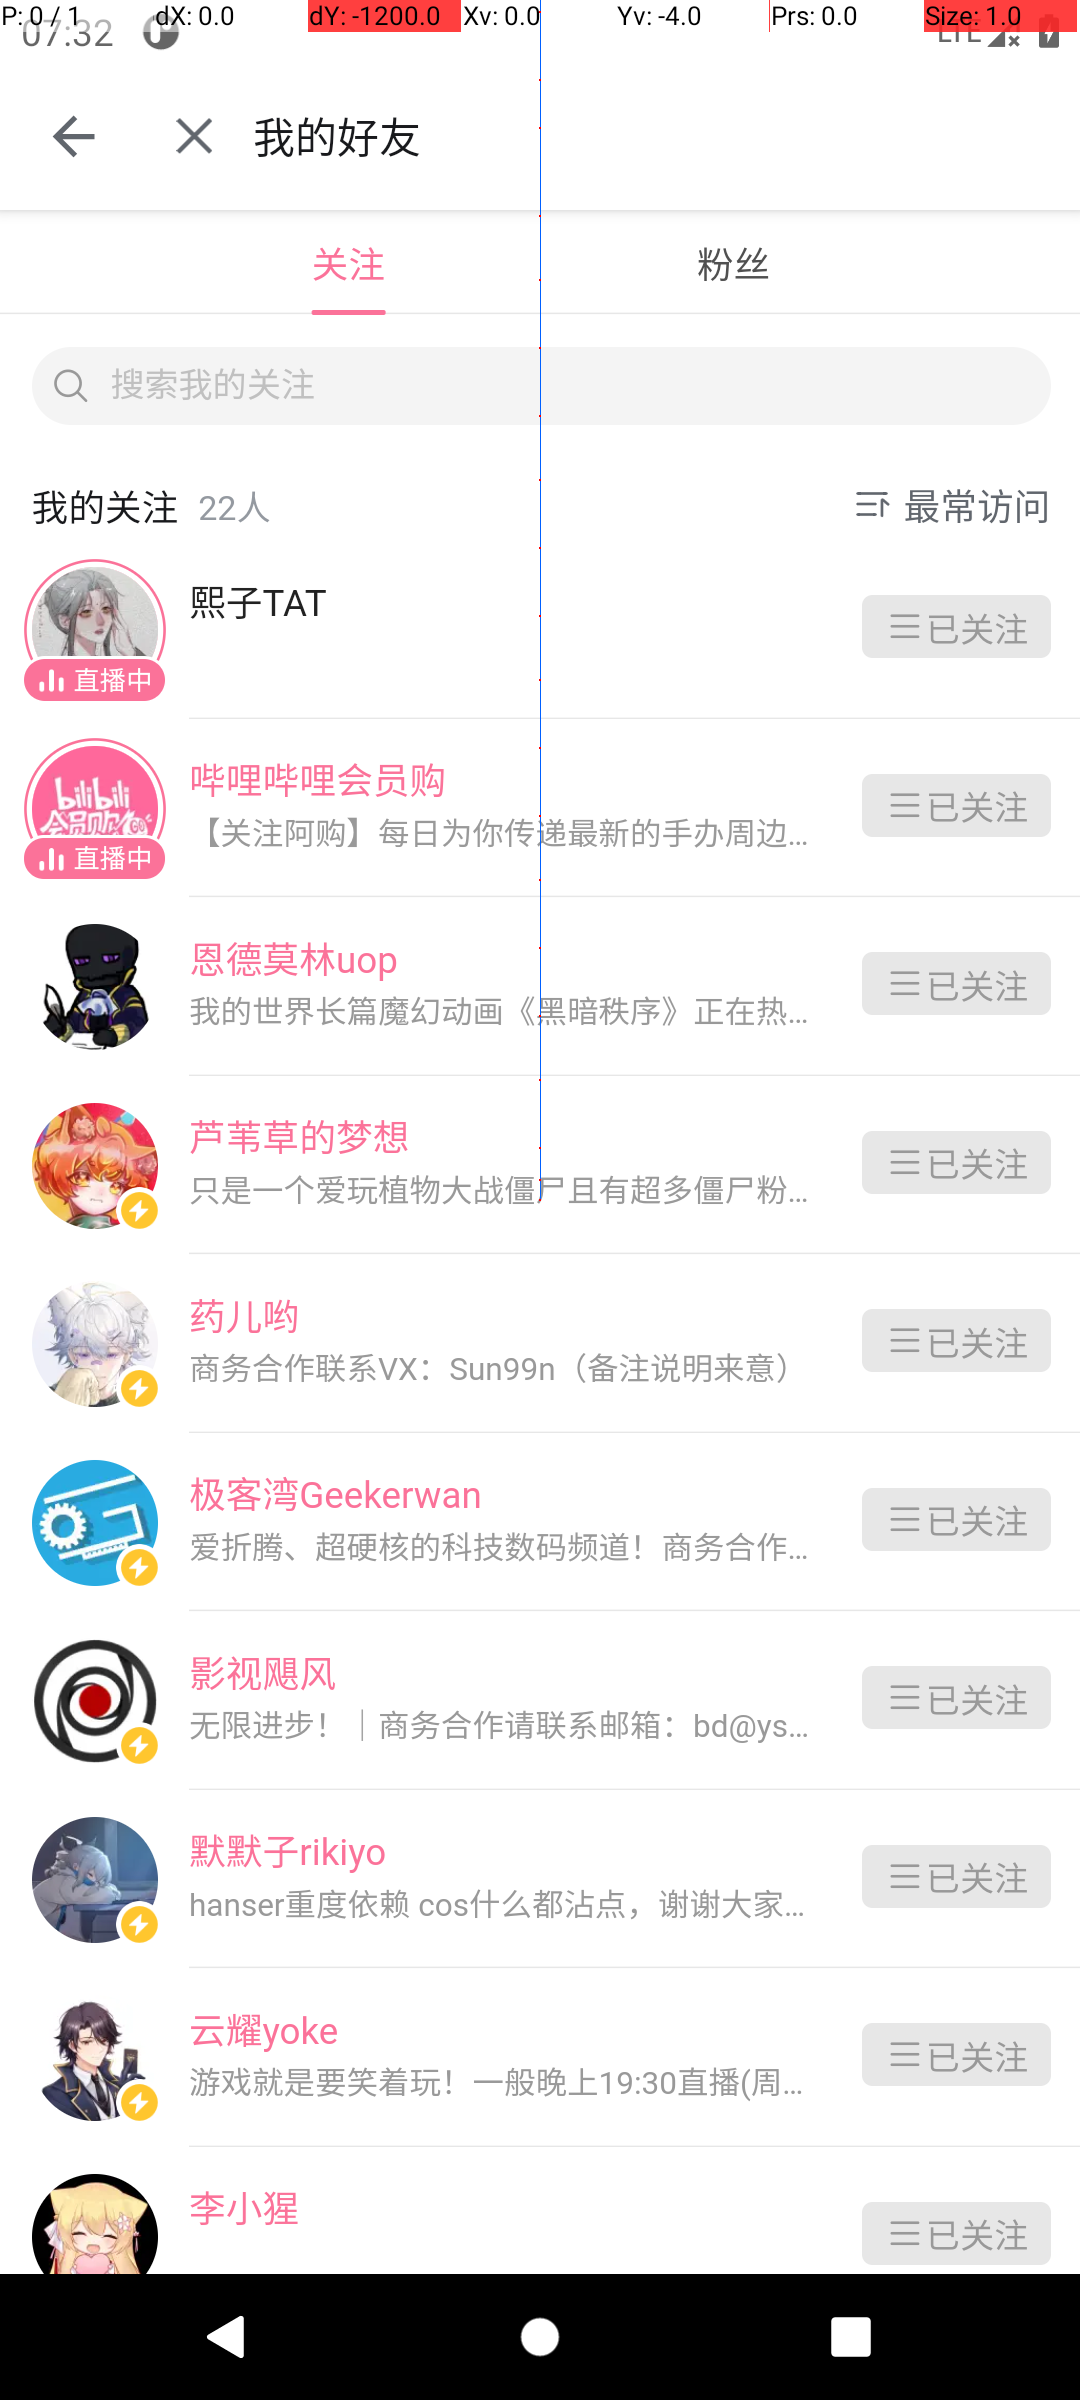 P: 0 / 1 dX: 0.0 dY: -1200.0 Xv: 0.0 Yv: -4.0 Prs: 0.0 Size: 1.0
07:32 LTE
我的好友
关注 粉丝
搜索我的关注
我的关注 22人 最常访问
熙子TAT
已关注
直播中
哔哩哔哩会员购
bilibili
会员购
【关注阿购】每日为你传递最新的手办周边...
已关注
直播中
恩德莫林uop
我的世界长篇魔幻动画《黑暗秩序》正在热...
已关注
芦苇草的梦想
只是一个爱玩植物大战僵尸且有超多僵尸粉...
已关注
药儿哟
商务合作联系VX：Sun99n（备注说明来意）
已关注
极客湾Geekerwan
爱折腾、超硬核的科技数码频道！商务合作...
已关注
影视飓风
无限进步！｜商务合作请联系邮箱：bd@ys...
已关注
默默子rikiyo
hanser重度依赖 cos什么都沾点，谢谢大家...
已关注
云耀yoke
游戏就是要笑着玩！一般晚上19:30直播(周...
已关注
李小猩
已关注